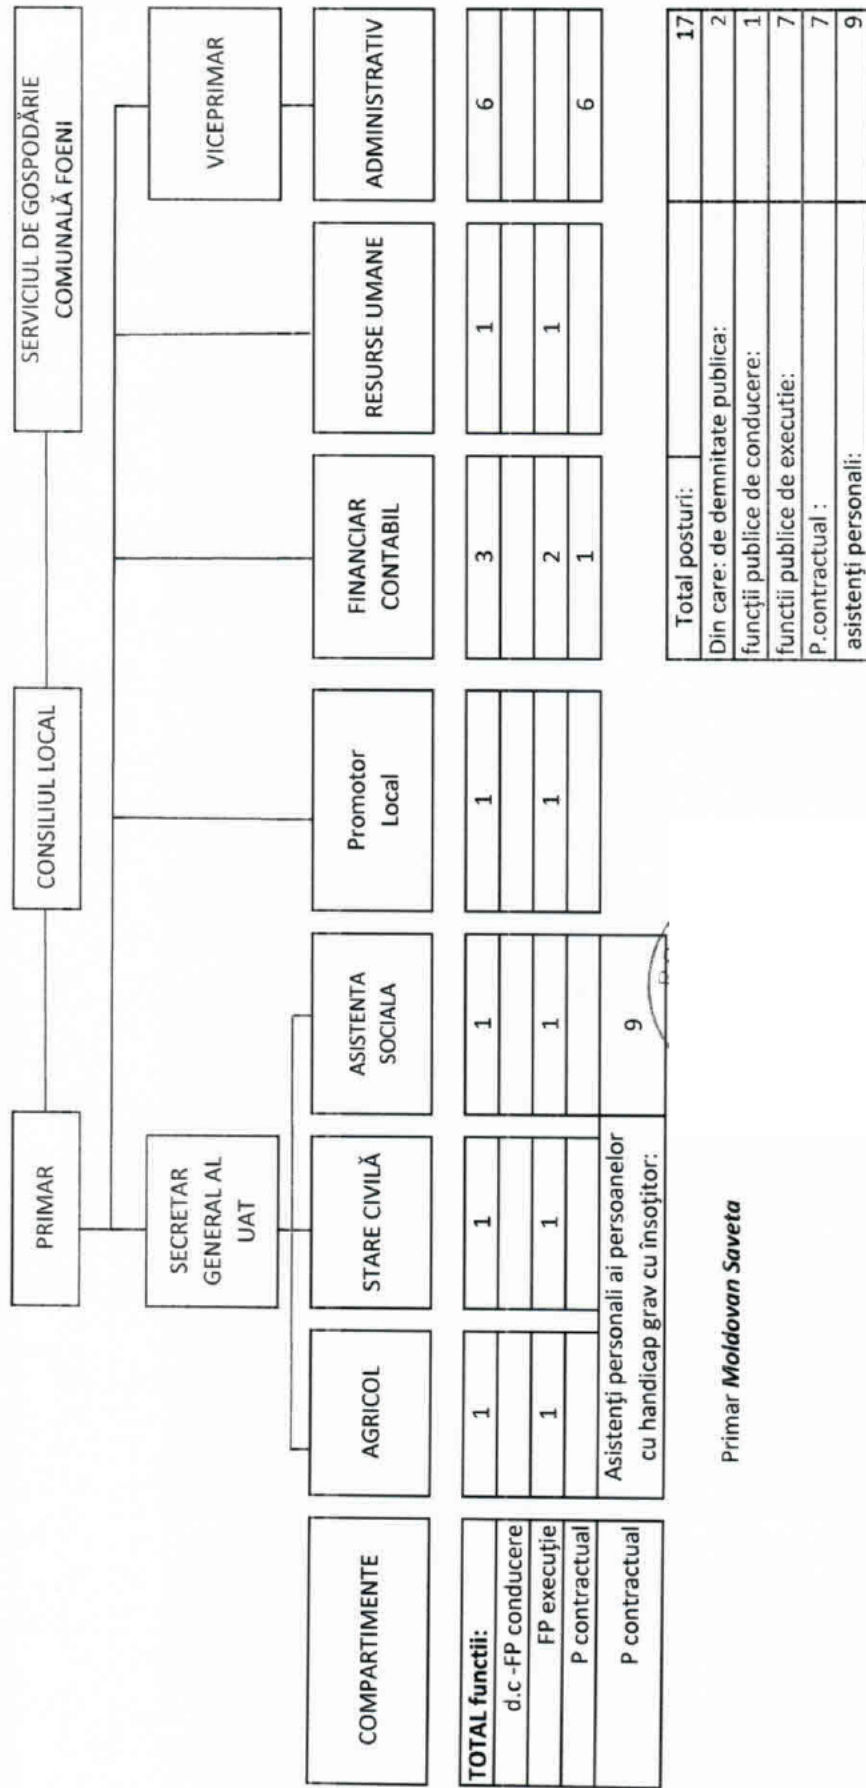 PRIMAR
CONSILIUL LOCAL
SERVICIUL DE GOSPODĂRIE
COMUNALĂ FOENI
SECRETAR
GENERAL AL
UAT
VICEPRIMAR
COMPARTIMENTE
AGRICOL
STARE CIVILĂ
ASISTENTA
SOCIALA
Promotor
Local
FINANCIAR
CONTABIL
RESURSE UMANE
ADMINISTRATIV
TOTAL functii: 1 1 1 1 3 1 6
d.c -FP conducere
FP execuție 1 1 1 1 2 1
P contractual 1 6
P contractual
Asistenți personali ai persoanelor
cu handicap grav cu însoțitor:
9
Total posturi: 17
Din care: de demnitate publica: 2
funcții publice de conducere: 1
functii publice de executie: 7
P.contractual : 7
asistenți personali: 9
Primar Moldovan Saveta